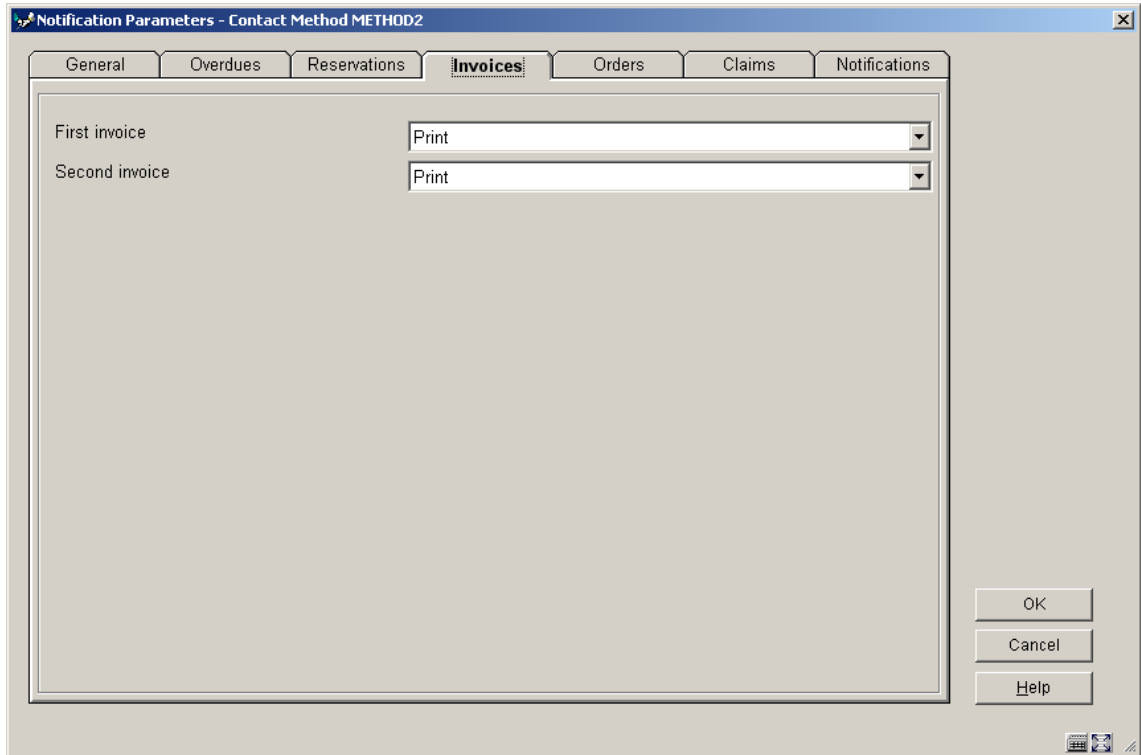 Notification Parameters - Contact Method METHOD2
General Overdues Reservations Invoices Orders Claims Notifications
First invoice Print
Second invoice Print
OK
Cancel
Help